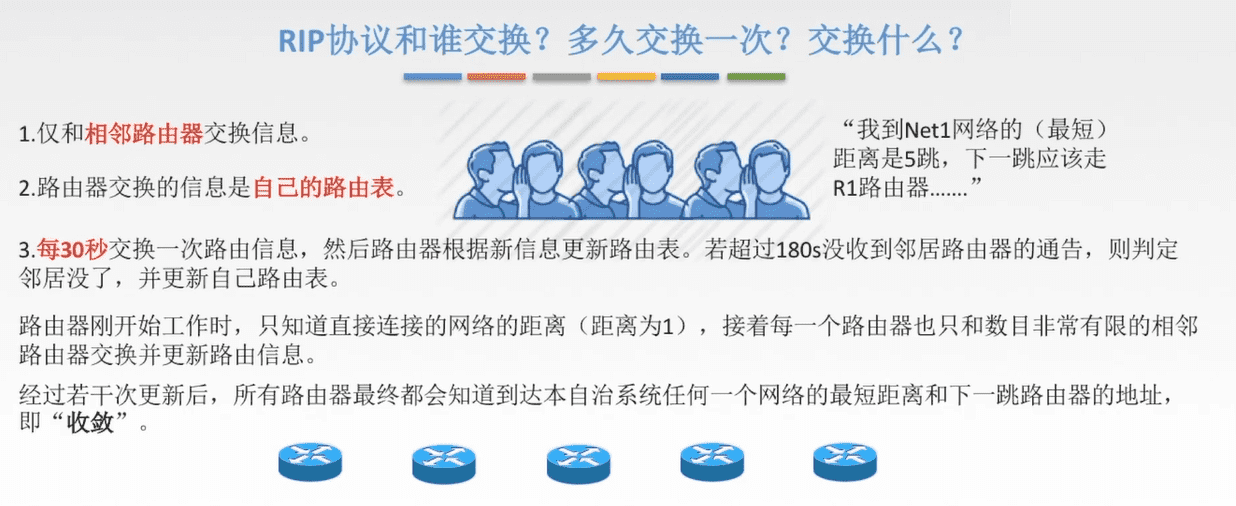 RIP协议和谁交换？多久交换一次？交换什么？
1.仅和相邻路由器交换信息。
2.路由器交换的信息是自己的路由表。
“我到Net1网络的（最短）
距离是5跳，下一跳应该走
R1路由器.......”
3.每30秒交换一次路由信息，然后路由器根据新信息更新路由表。若超过180s没收到邻居路由器的通告，则判定
邻居没了，并更新自己路由表。
路由器刚开始工作时，只知道直接连接的网络的距离（距离为1），接着每一个路由器也只和数目非常有限的相邻
路由器交换并更新路由信息。
经过若干次更新后，所有路由器最终都会知道到达本自治系统任何一个网络的最短距离和下一跳路由器的地址，
即“收敛”。